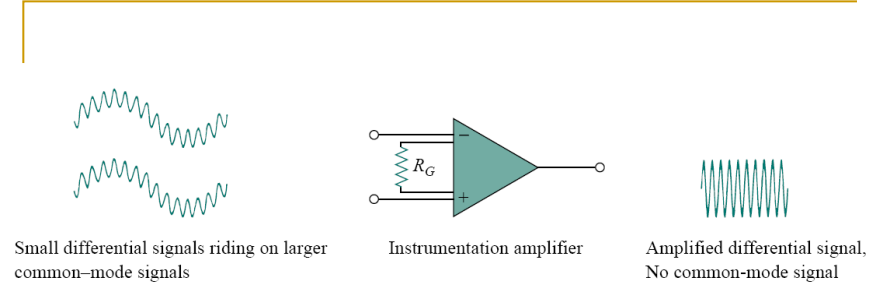 −
R_G
+
Small differential signals riding on larger
common–mode signals
Instrumentation amplifier
Amplified differential signal,
No common-mode signal